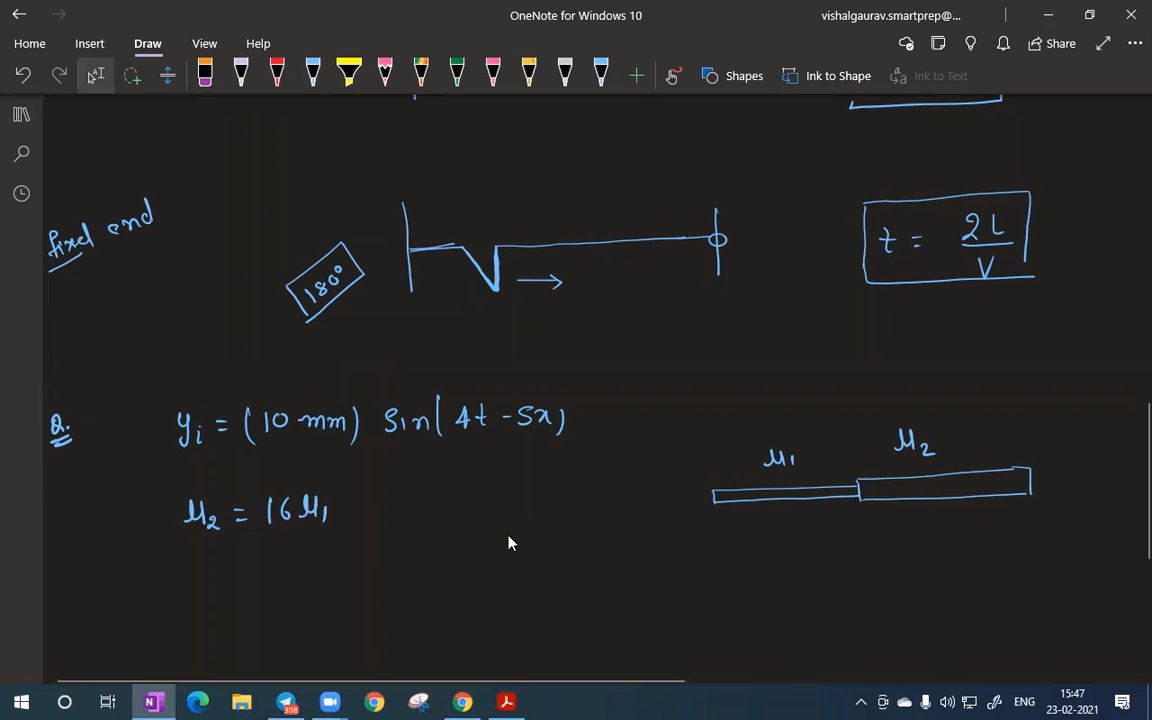 OneNote for Windows 10
vishalgaurav.smartprep@...
Home Insert Draw View Help
Share
Shapes
Ink to Shape
Ink to Text
fixed end
180°
t = 2L/V
Q.
yi = (10 mm) sin(4t - 5x)
μ1
μ2
μ2 = 16μ1
308
ENG
15:47
23-02-2021